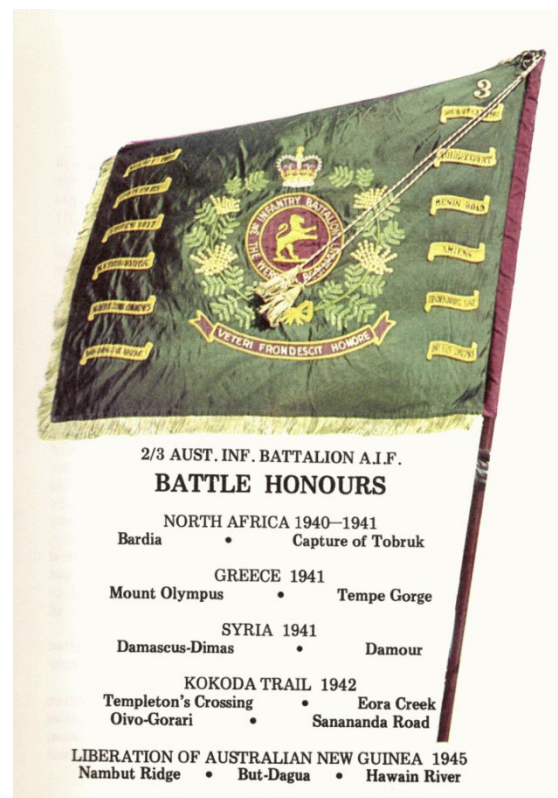 3
MENIN ROAD
AMIENS
THE 3RD INFANTRY BATTALION
VETERI FRONDESCIT HONORE
2/3 AUST. INF. BATTALION A.I.F.
BATTLE HONOURS
NORTH AFRICA 1940—1941
Bardia • Capture of Tobruk
GREECE 1941
Mount Olympus • Tempe Gorge
SYRIA 1941
Damascus-Dimas • Damour
KOKODA TRAIL 1942
Templeton's Crossing • Eora Creek
Oivo-Gorari • Sanananda Road
LIBERATION OF AUSTRALIAN NEW GUINEA 1945
Nambut Ridge • But-Dagua • Hawain River